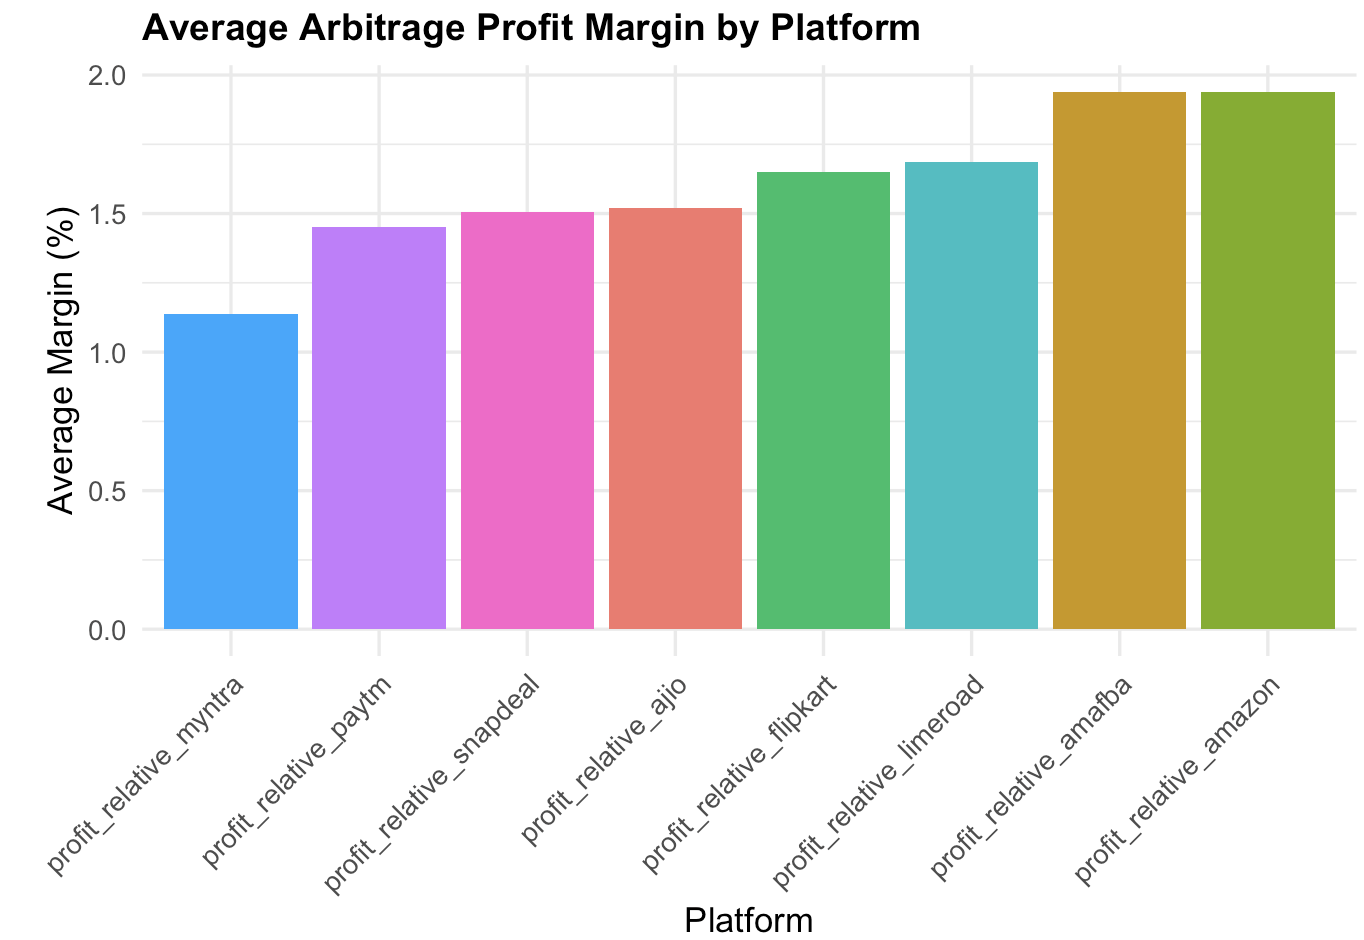 Average Arbitrage Profit Margin by Platform
Average Margin (%)
2.0
1.5
1.0
0.5
0.0
profit_relative_myntra
profit_relative_paytm
profit_relative_snapdeal
profit_relative_ajio
profit_relative_flipkart
profit_relative_limeroad
profit_relative_amafba
profit_relative_amazon
Platform